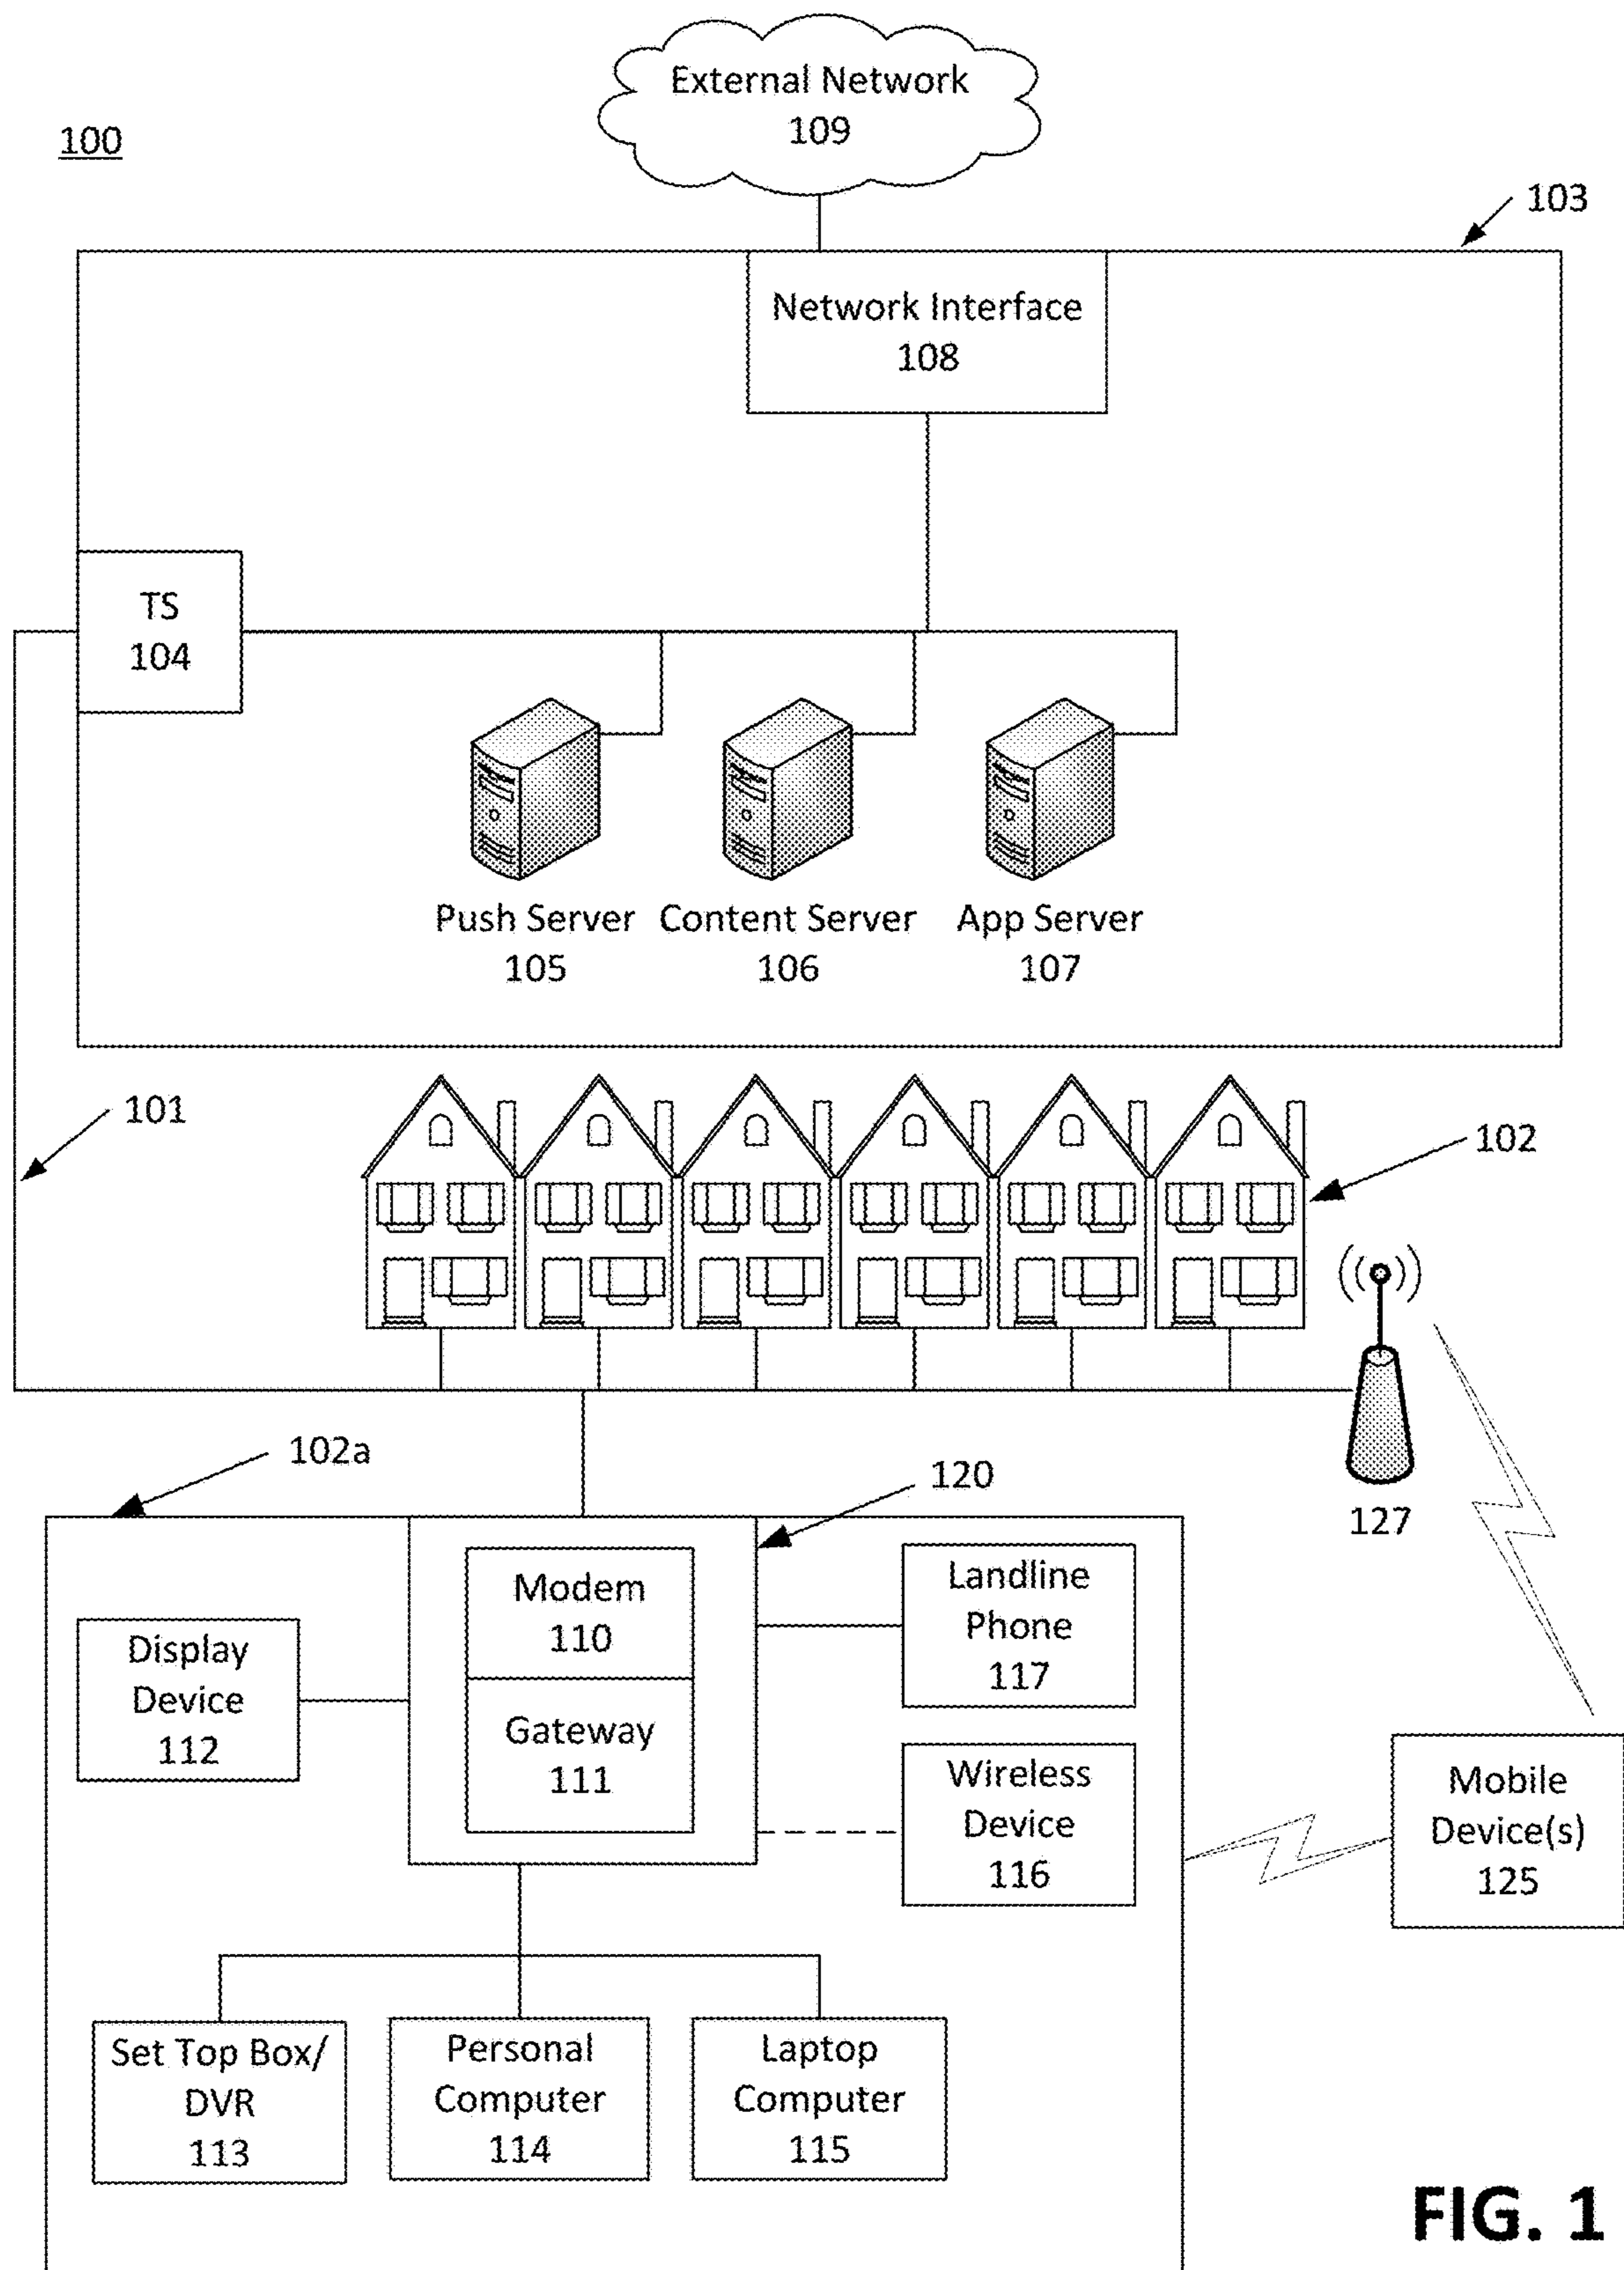 External Network
109
100
103
Network Interface
108
TS
104
Push Server
105
Content Server
106
App Server
107
101
102
127
102a
120
Modem
110
Gateway
111
Display
Device
112
Landline
Phone
117
Wireless
Device
116
Mobile
Device(s)
125
Set Top Box/
DVR
113
Personal
Computer
114
Laptop
Computer
115
FIG. 1